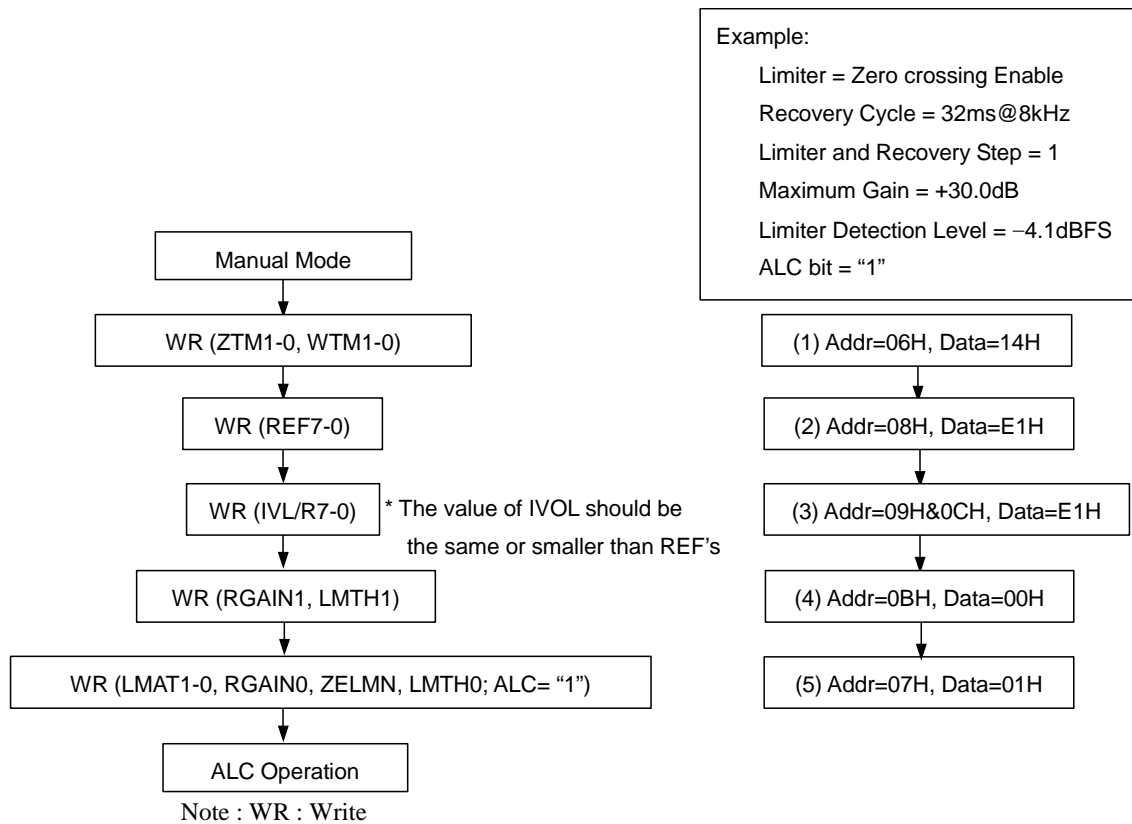 Example:
Limiter = Zero crossing Enable
Recovery Cycle = 32ms@8kHz
Limiter and Recovery Step = 1
Maximum Gain = +30.0dB
Limiter Detection Level = −4.1dBFS
ALC bit = “1”
Manual Mode
WR (ZTM1-0, WTM1-0)
WR (REF7-0)
WR (IVL/R7-0)
* The value of IVOL should be
the same or smaller than REF’s
WR (RGAIN1, LMTH1)
WR (LMAT1-0, RGAIN0, ZELMN, LMTH0; ALC= “1”)
ALC Operation
Note : WR : Write
(1) Addr=06H, Data=14H
(2) Addr=08H, Data=E1H
(3) Addr=09H&0CH, Data=E1H
(4) Addr=0BH, Data=00H
(5) Addr=07H, Data=01H